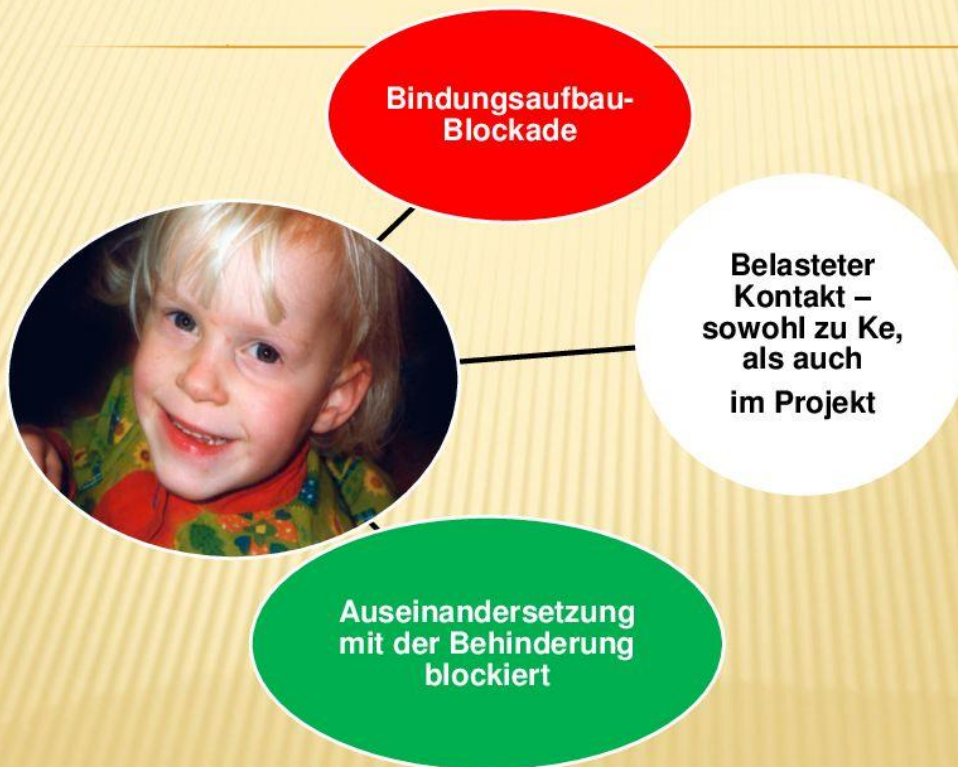 Bindungsaufbau-
Blockade
Belasteter
Kontakt –
sowohl zu Ke,
als auch
im Projekt
Auseinandersetzung
mit der Behinderung
blockiert